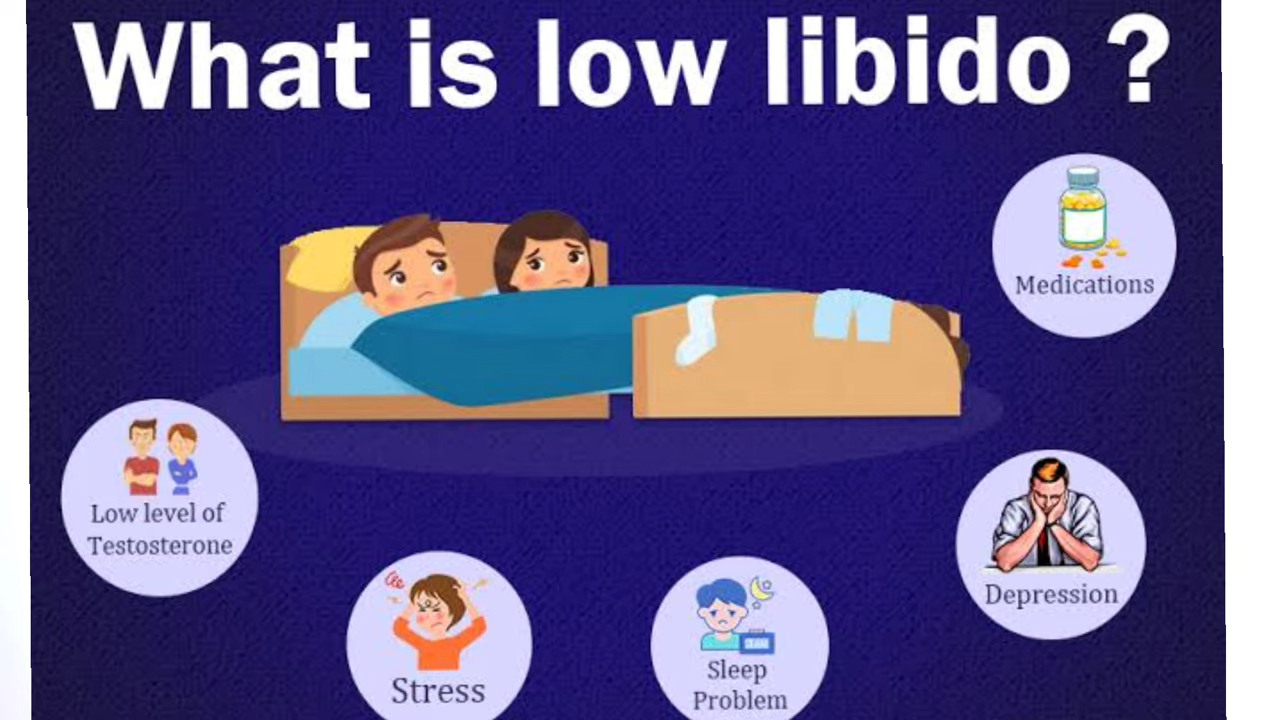 What is low libido ?
Medications
Low level of
Testosterone
Depression
Stress
Sleep
Problem